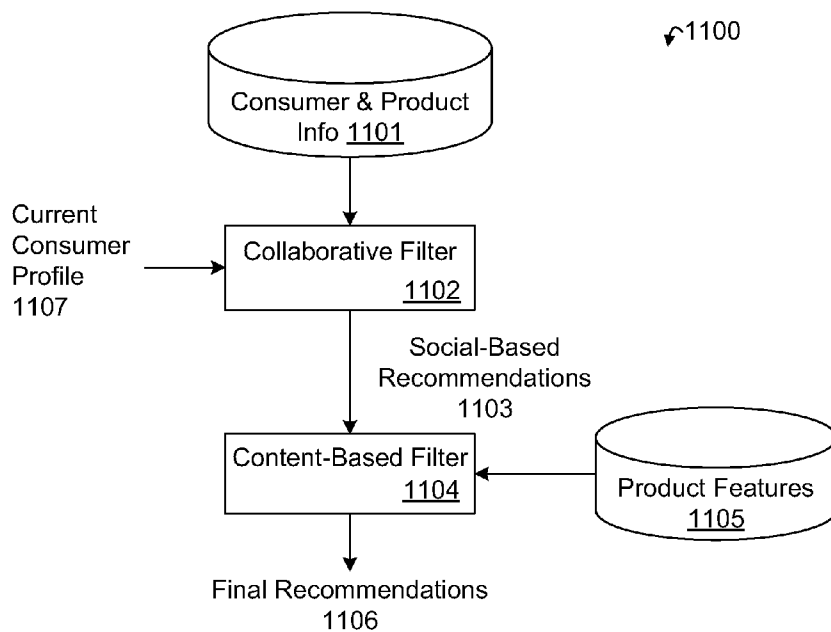 1100
Consumer & Product
Info 1101
Current
Consumer
Profile
1107
Collaborative Filter
1102
Social-Based
Recommendations
1103
Content-Based Filter
1104
Product Features
1105
Final Recommendations
1106